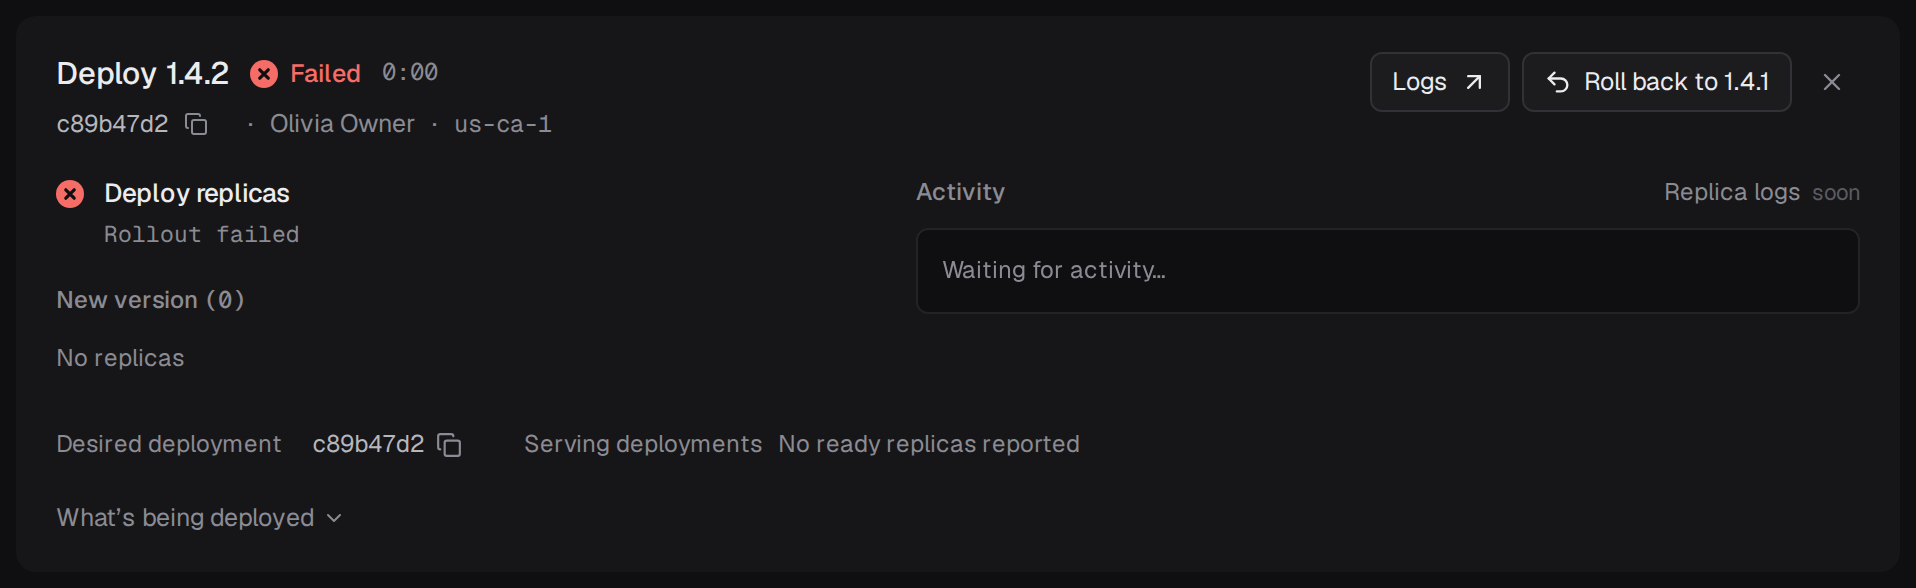 Deploy 1.4.2 Failed 0:00
Logs
Roll back to 1.4.1
c89b47d2 · Olivia Owner · us-ca-1
Deploy replicas
Rollout failed
New version (0)
No replicas
Activity
Replica logs soon
Waiting for activity…
Desired deployment c89b47d2
Serving deployments No ready replicas reported
What’s being deployed